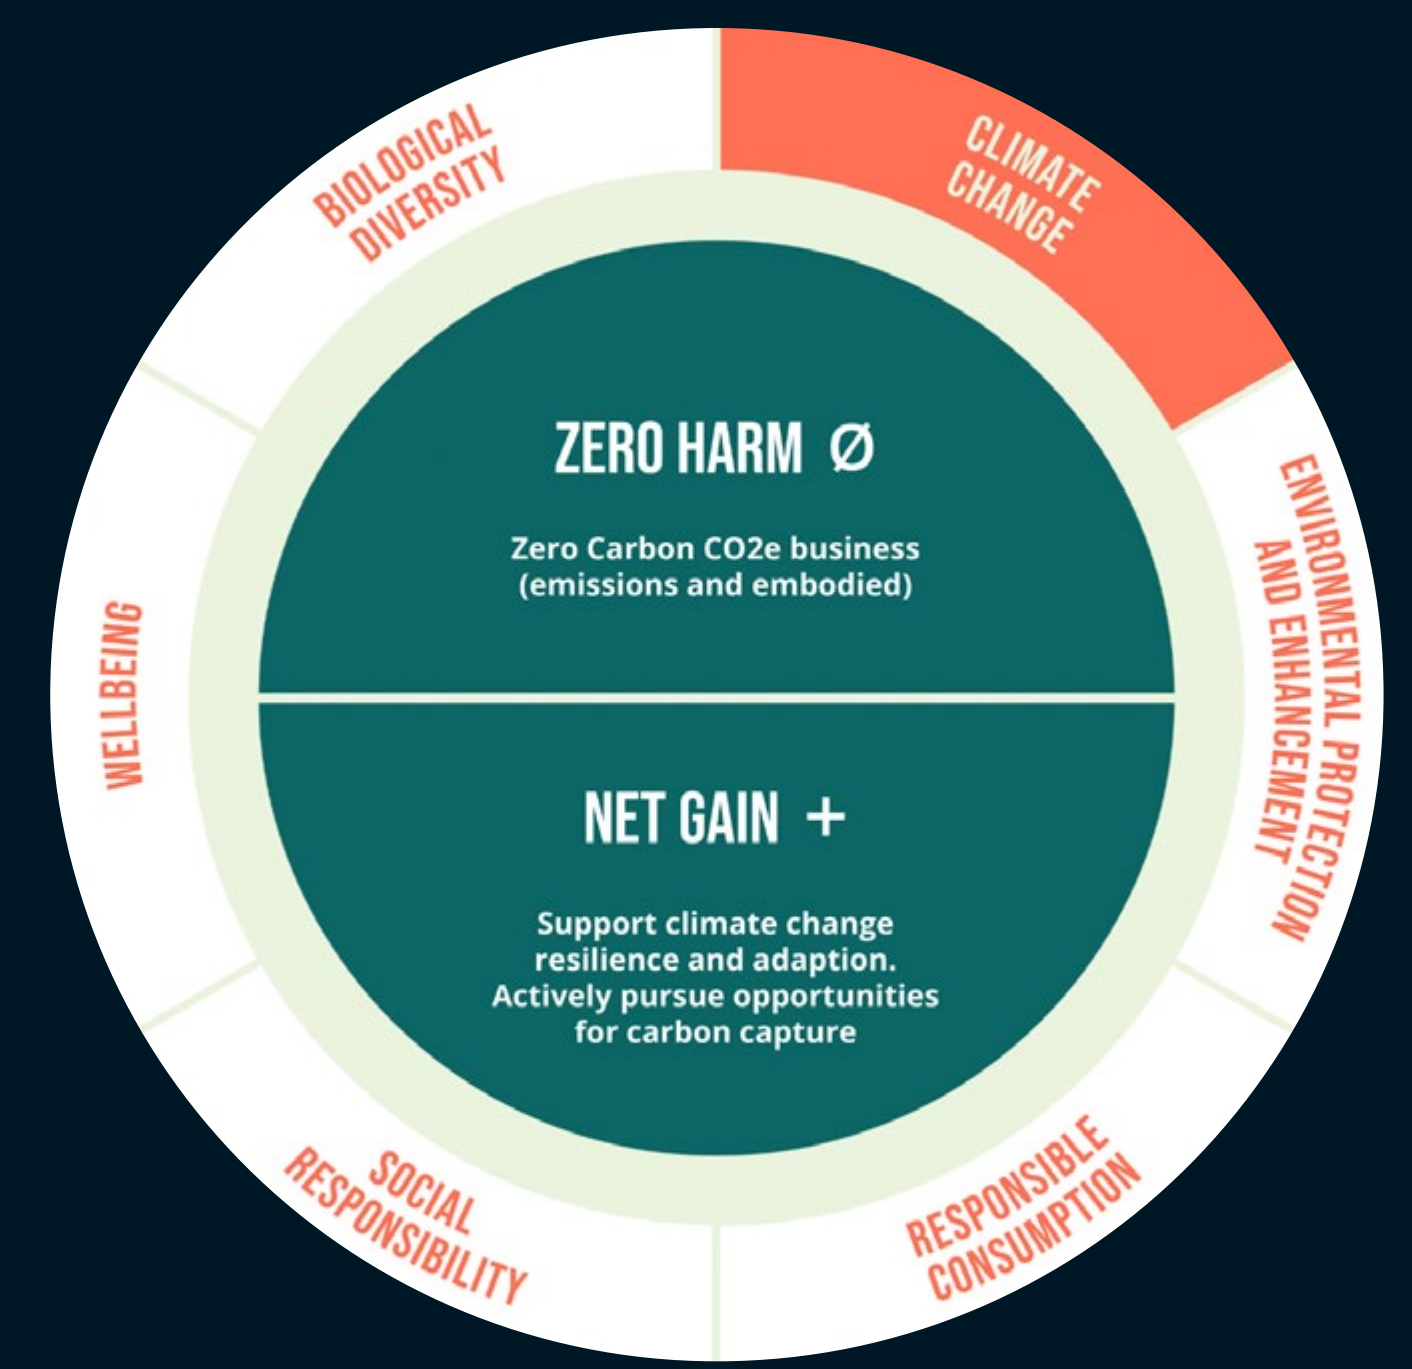 BIOLOGICAL
DIVERSITY
CLIMATE
CHANGE
ENVIRONMENTAL PROTECTION
AND ENHANCEMENT
RESPONSIBLE
CONSUMPTION
SOCIAL
RESPONSIBILITY
WELLBEING
ZERO HARM Ø
Zero Carbon CO2e business
(emissions and embodied)
NET GAIN +
Support climate change
resilience and adaption.
Actively pursue opportunities
for carbon capture